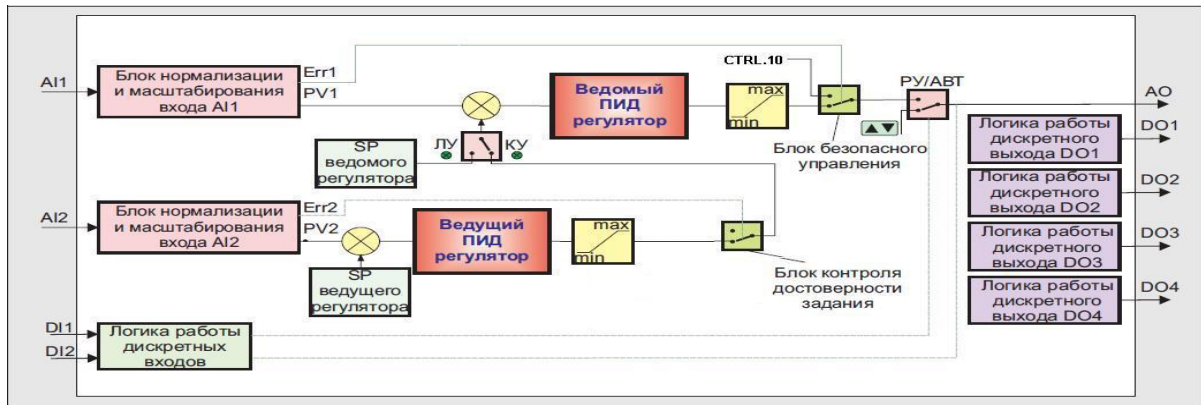 AI1
Блок нормализации
и масштабирования
входа AI1
Err1
PV1
Ведомый
ПИД
регулятор
max
min
CTRL.10
РУ/АВТ
AO
Блок безопасного
управления
Логика работы
дискретного
выхода DO1
DO1
SP
ведомого
регулятора
ЛУ
КУ
Логика работы
дискретного
выхода DO2
DO2
AI2
Блок нормализации
и масштабирования
входа AI2
Err2
PV2
Ведущий
ПИД
регулятор
max
min
Логика работы
дискретного
выхода DO3
DO3
SP
ведущего
регулятора
Блок контроля
достоверности
задания
Логика работы
дискретного
выхода DO4
DO4
DI1
DI2
Логика работы
дискретных
входов